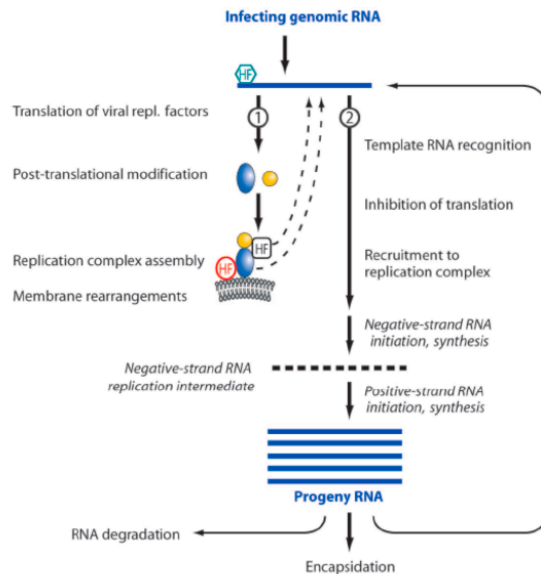 Infecting genomic RNA
HF
Translation of viral repl. factors
1
2
Template RNA recognition
Post-translational modification
Inhibition of translation
HF
Replication complex assembly
HF
Recruitment to
replication complex
Membrane rearrangements
Negative-strand RNA
initiation, synthesis
Negative-strand RNA
replication intermediate
Positive-strand RNA
initiation, synthesis
Progeny RNA
RNA degradation
Encapsidation